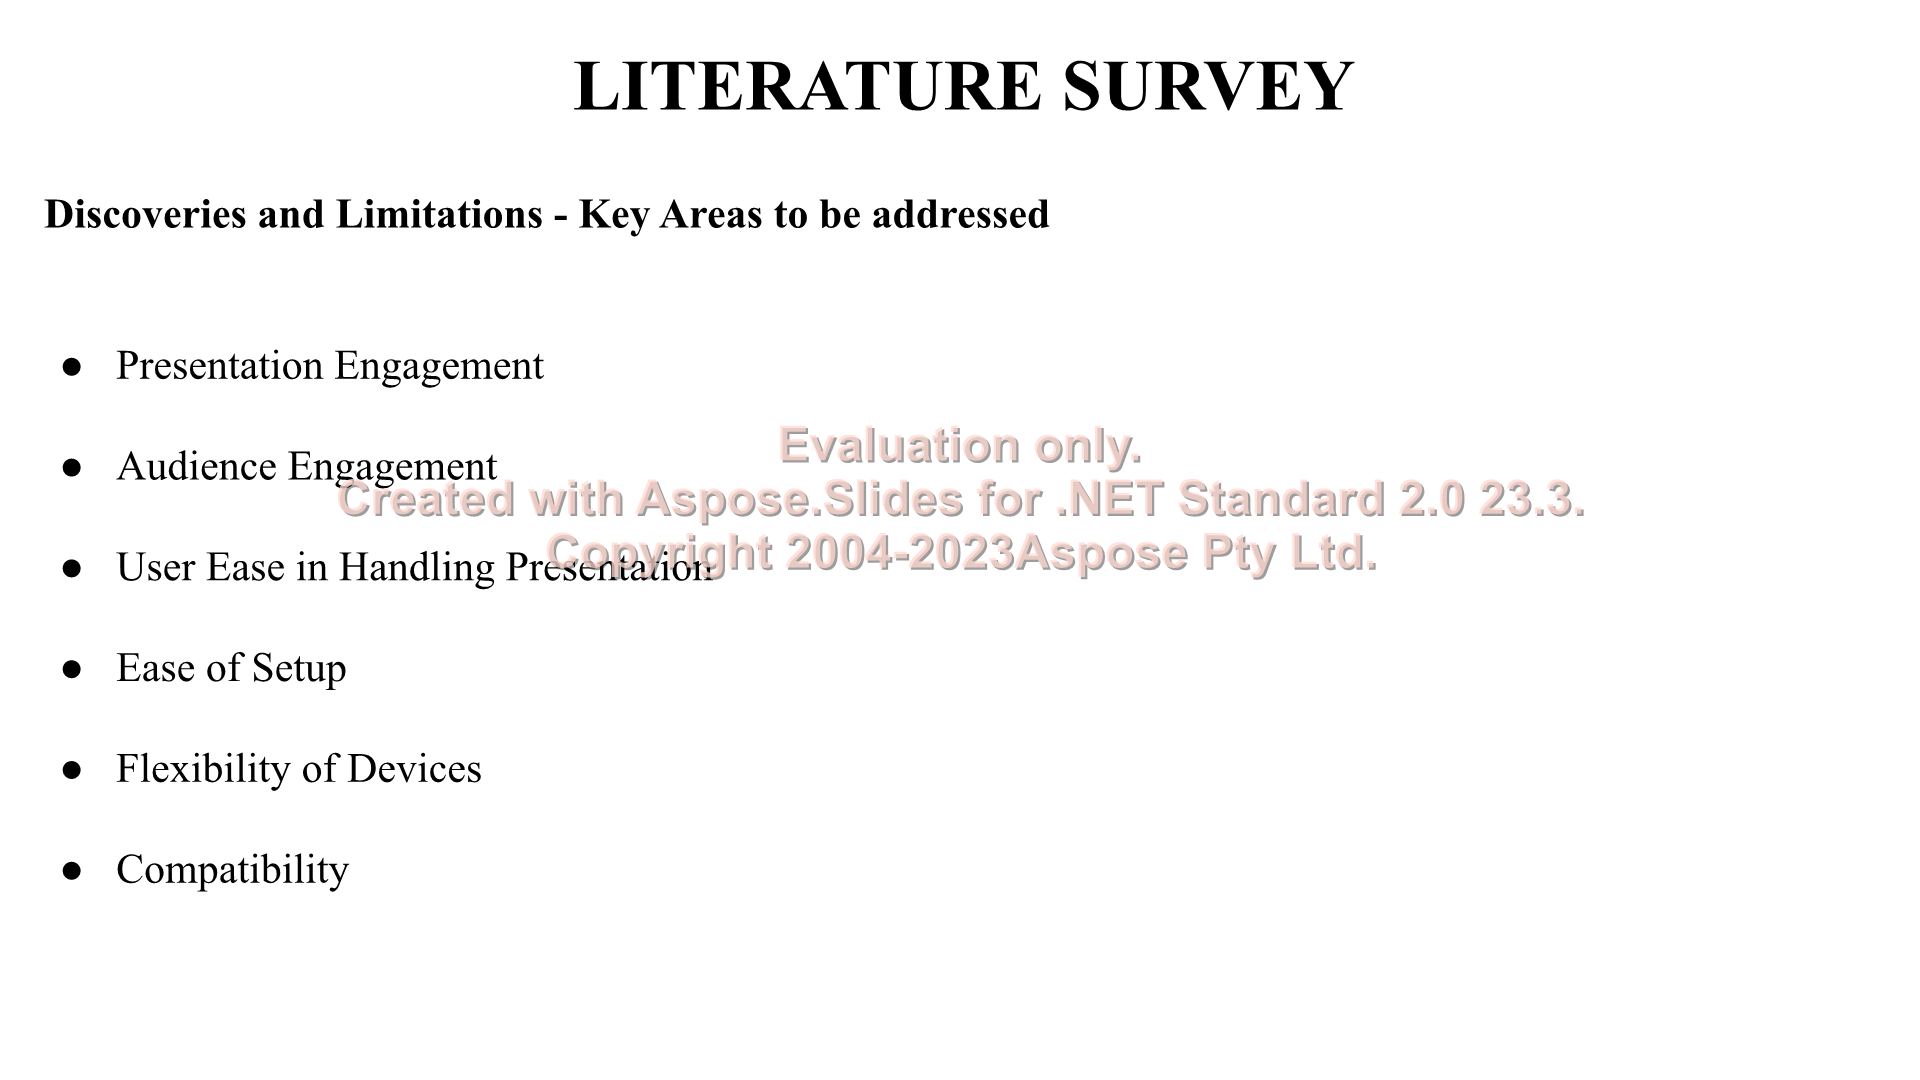 LITERATURE SURVEY
Discoveries and Limitations - Key Areas to be addressed
● Presentation Engagement
● Audience Engagement
● User Ease in Handling Presentation
● Ease of Setup
● Flexibility of Devices
● Compatibility
Evaluation only.
Created with Aspose.Slides for .NET Standard 2.0 23.3.
Copyright 2004-2023Aspose Pty Ltd.